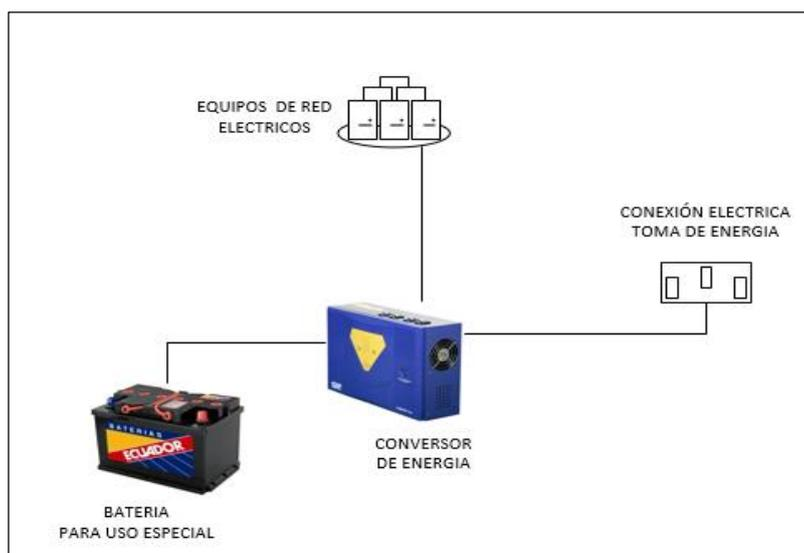 EQUIPOS DE RED
ELECTRICOS
CONEXIÓN ELECTRICA
TOMA DE ENERGIA
CONVERSOR
DE ENERGIA
BATERIAS
ECUADOR
BATERIA
PARA USO ESPECIAL